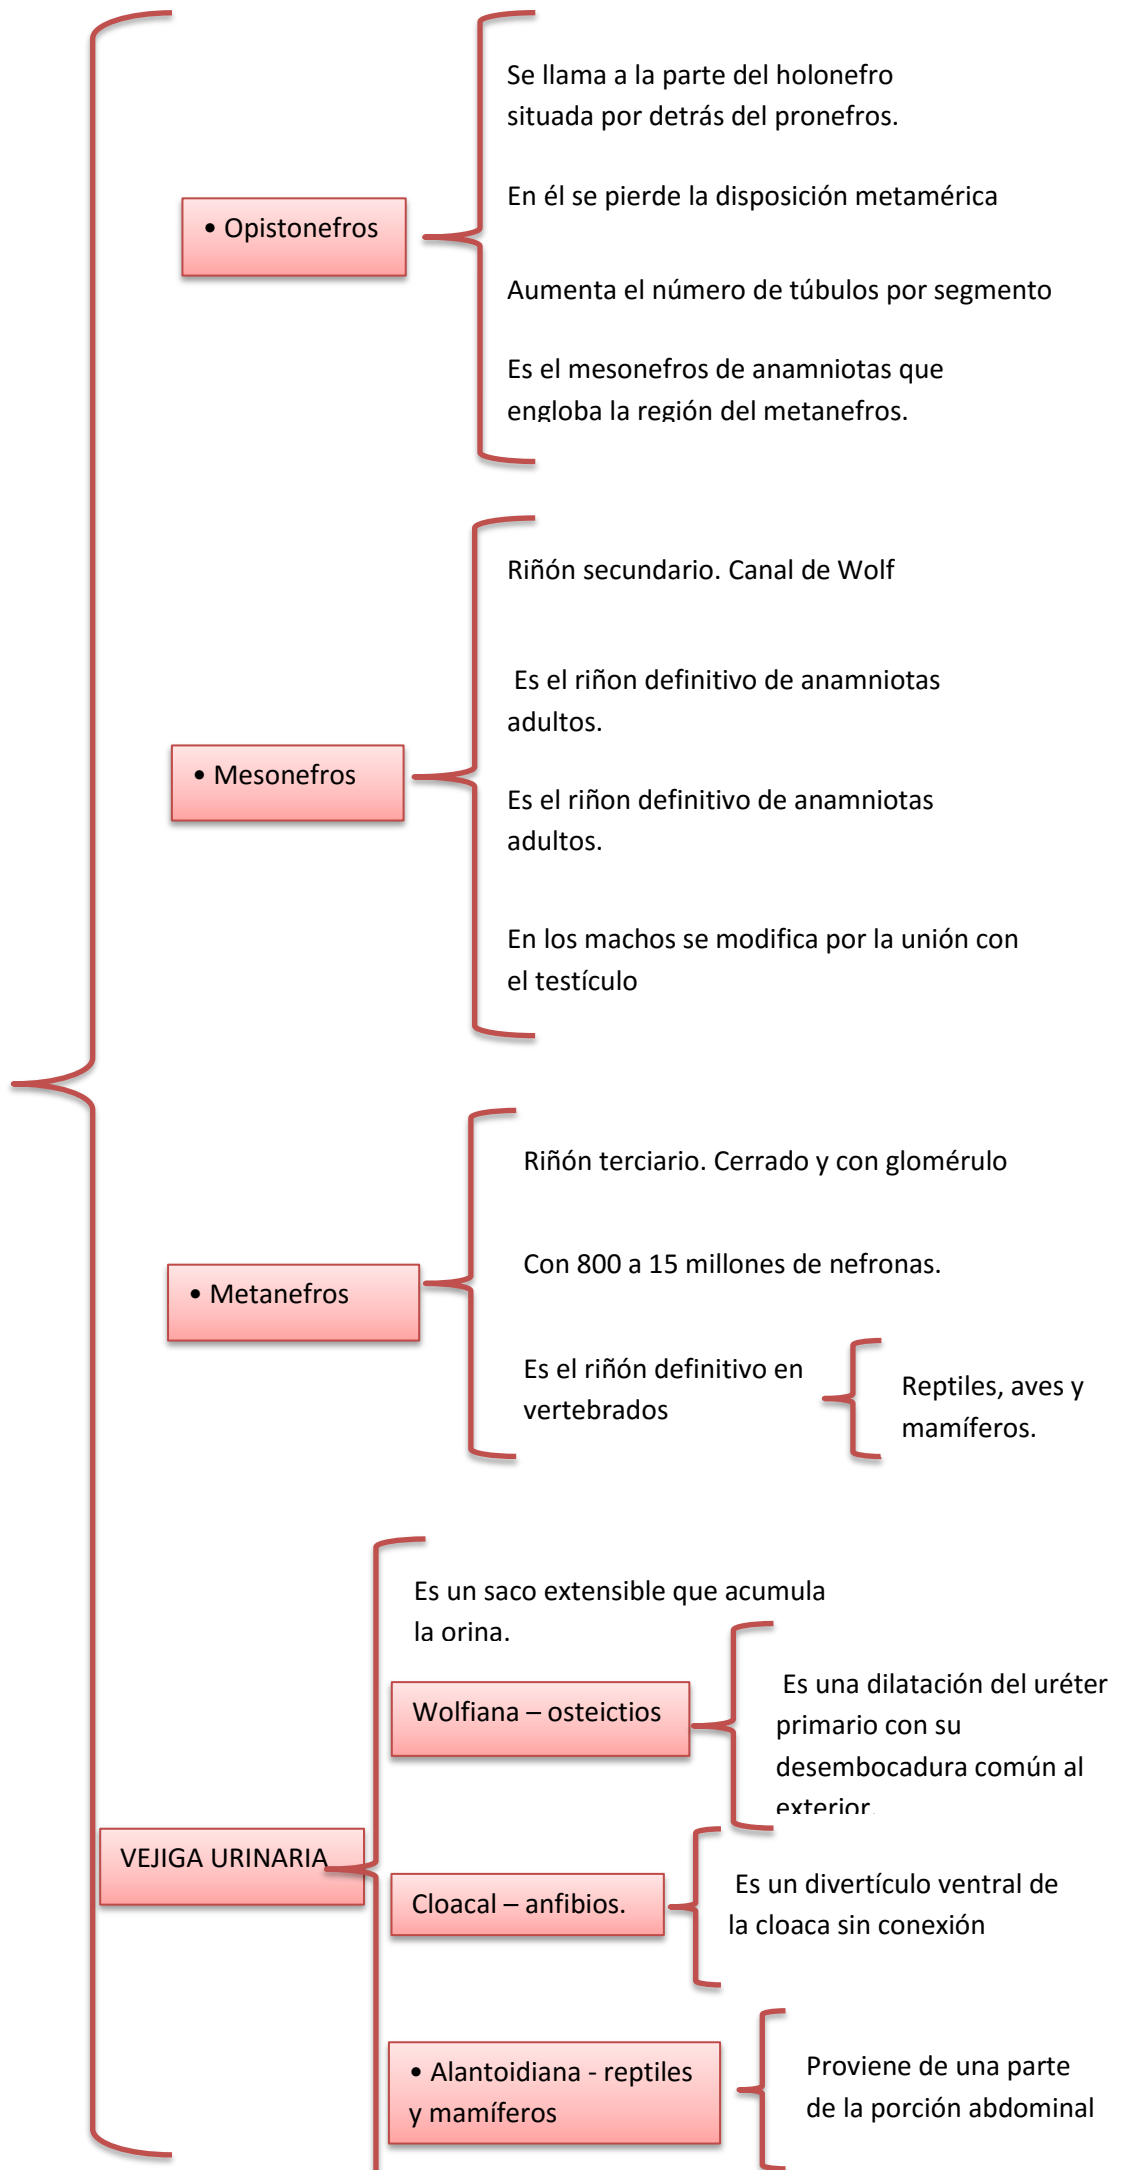 Se llama a la parte del holonefro
situada por detrás del pronefros.
• Opistonefros
En él se pierde la disposición metamérica
Aumenta el número de túbulos por segmento
Es el mesonefros de anamniotas que
engloba la región del metanefros.
Riñón secundario. Canal de Wolf
Es el riñon definitivo de anamniotas
adultos.
• Mesonefros
Es el riñon definitivo de anamniotas
adultos.
En los machos se modifica por la unión con
el testículo
Riñón terciario. Cerrado y con glomérulo
Con 800 a 15 millones de nefronas.
• Metanefros
Es el riñón definitivo en
vertebrados
Reptiles, aves y
mamíferos.
Es un saco extensible que acumula
la orina.
Wolfiana – osteictios
Es una dilatación del uréter
primario con su
desembocadura común al
exterior.
VEJIGA URINARIA
Cloacal – anfibios.
Es un divertículo ventral de
la cloaca sin conexión
• Alantoidiana - reptiles
y mamíferos
Proviene de una parte
de la porción abdominal